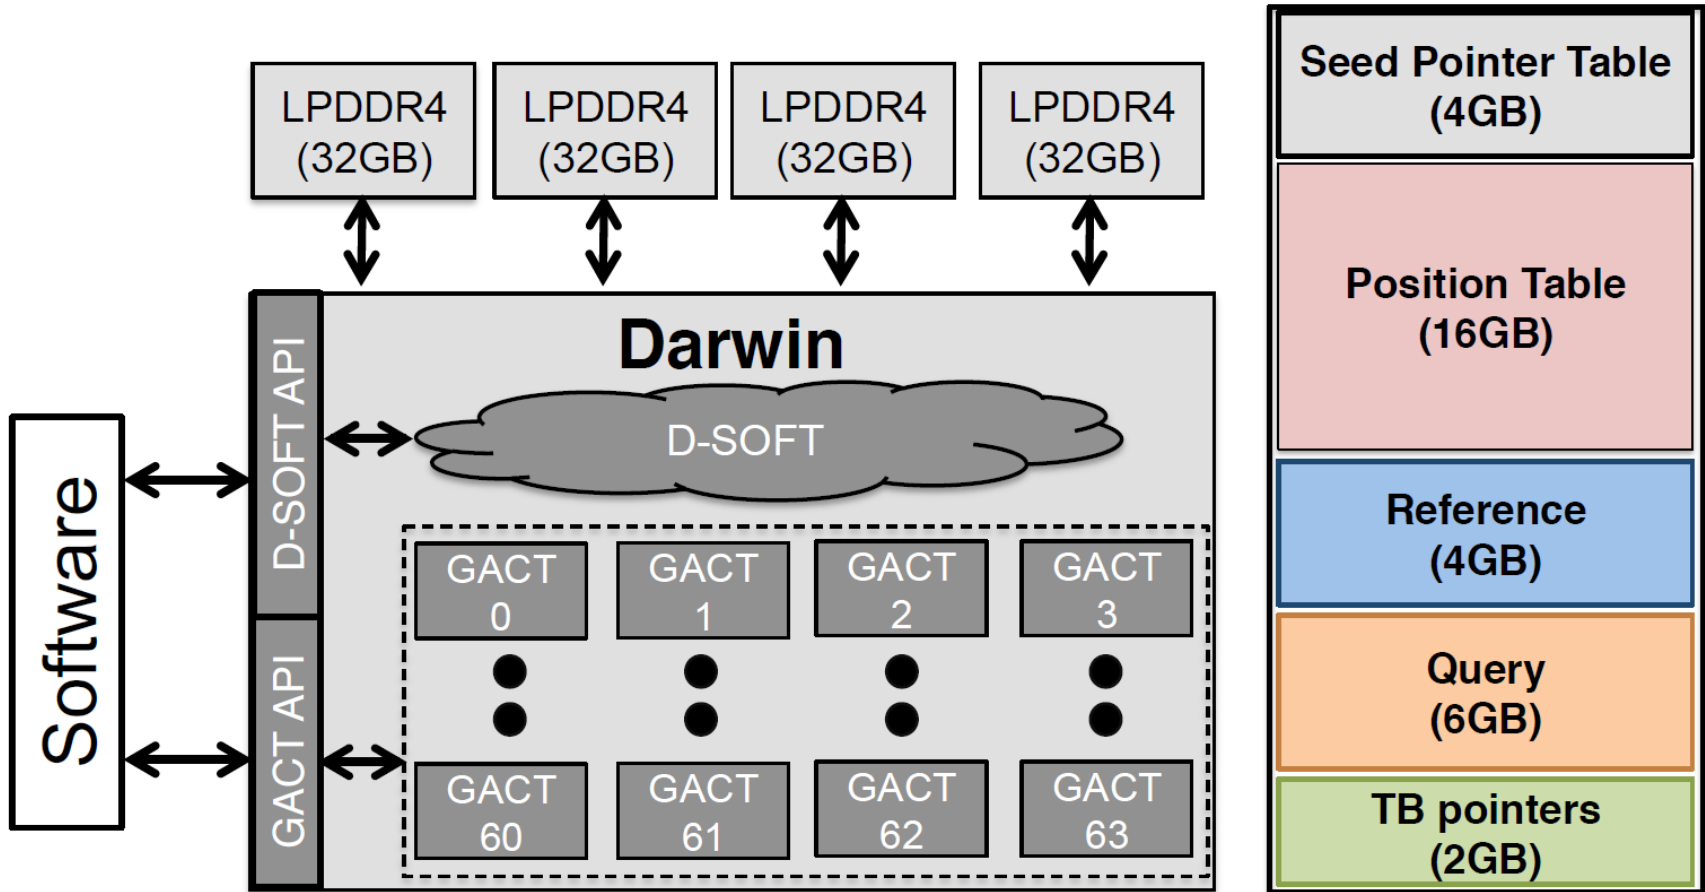 LPDDR4
(32GB)
LPDDR4
(32GB)
LPDDR4
(32GB)
LPDDR4
(32GB)
Darwin
D-SOFT
D-SOFT API
GACT API
Software
GACT
0
GACT
1
GACT
2
GACT
3
GACT
60
GACT
61
GACT
62
GACT
63
Seed Pointer Table
(4GB)
Position Table
(16GB)
Reference
(4GB)
Query
(6GB)
TB pointers
(2GB)